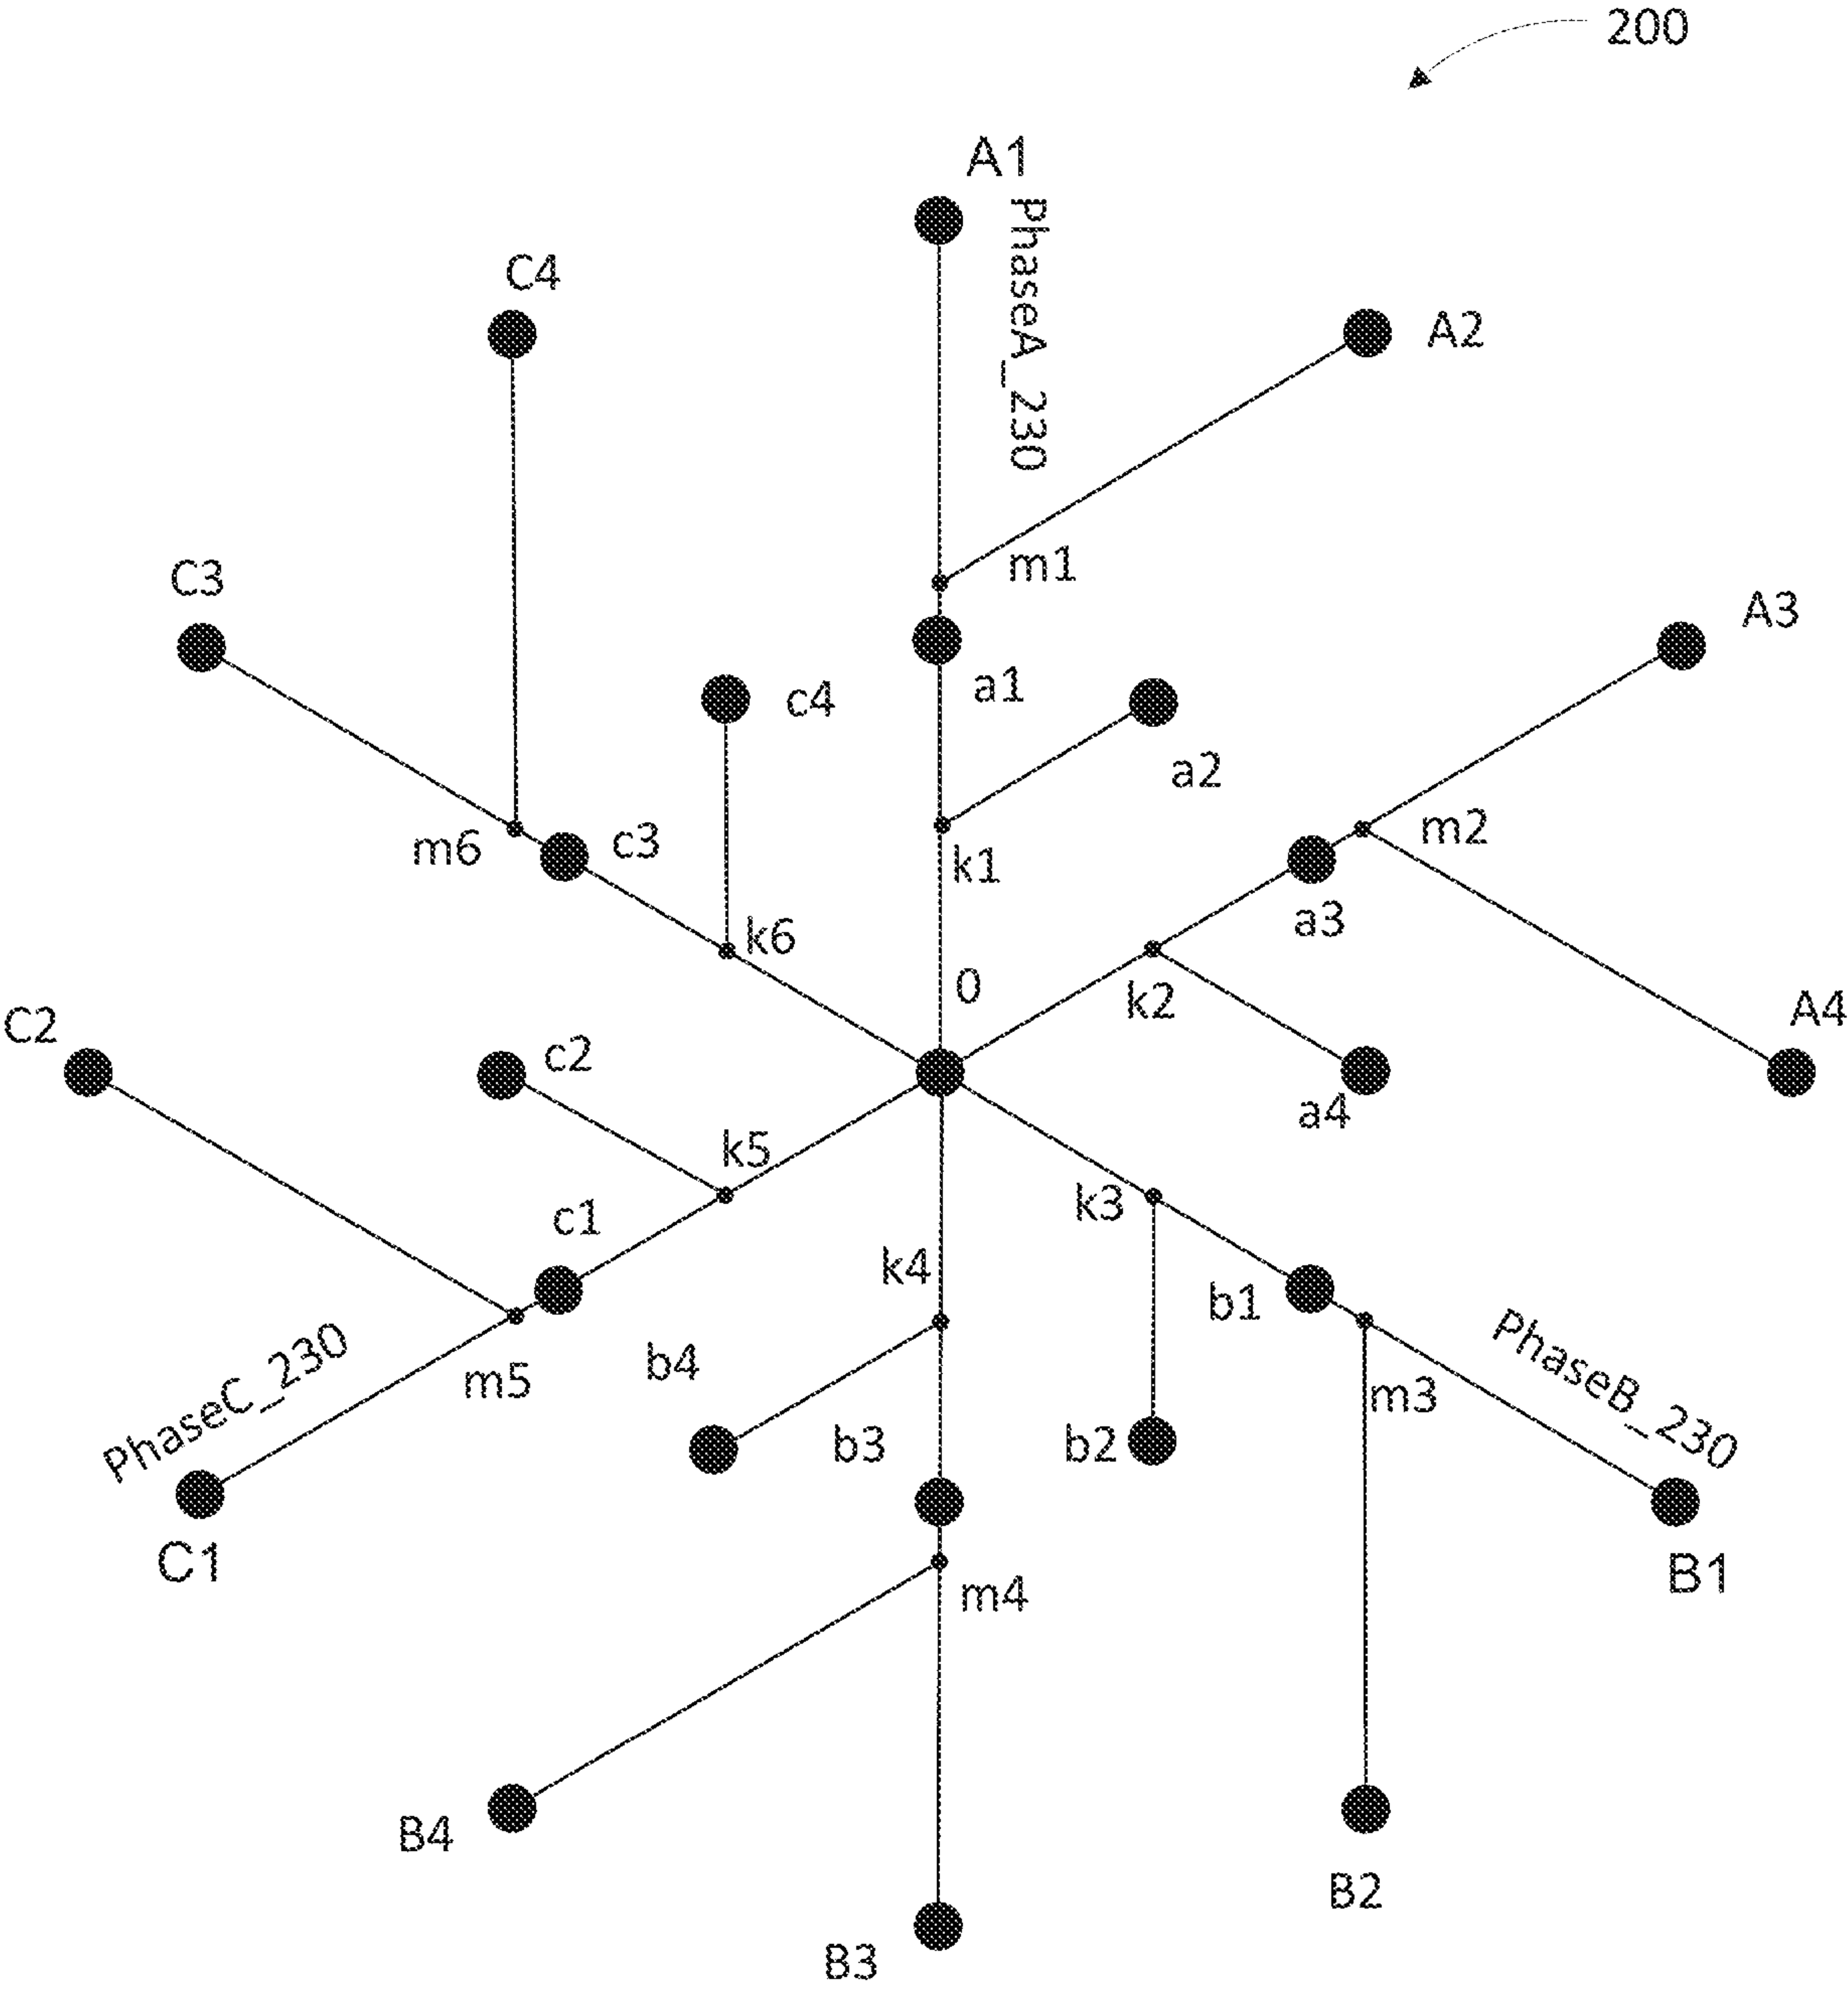 200
A1
PhaseA_230
C4
A2
m1
C3
A3
a1
c4
a2
m6
c3
k1
m2
a3
k6
0
k2
C2
c2
A4
a4
k5
k3
c1
k4
b1
PhaseC_230
m5
b4
PhaseB_230
m3
b3
b2
C1
B1
m4
B4
B2
B3